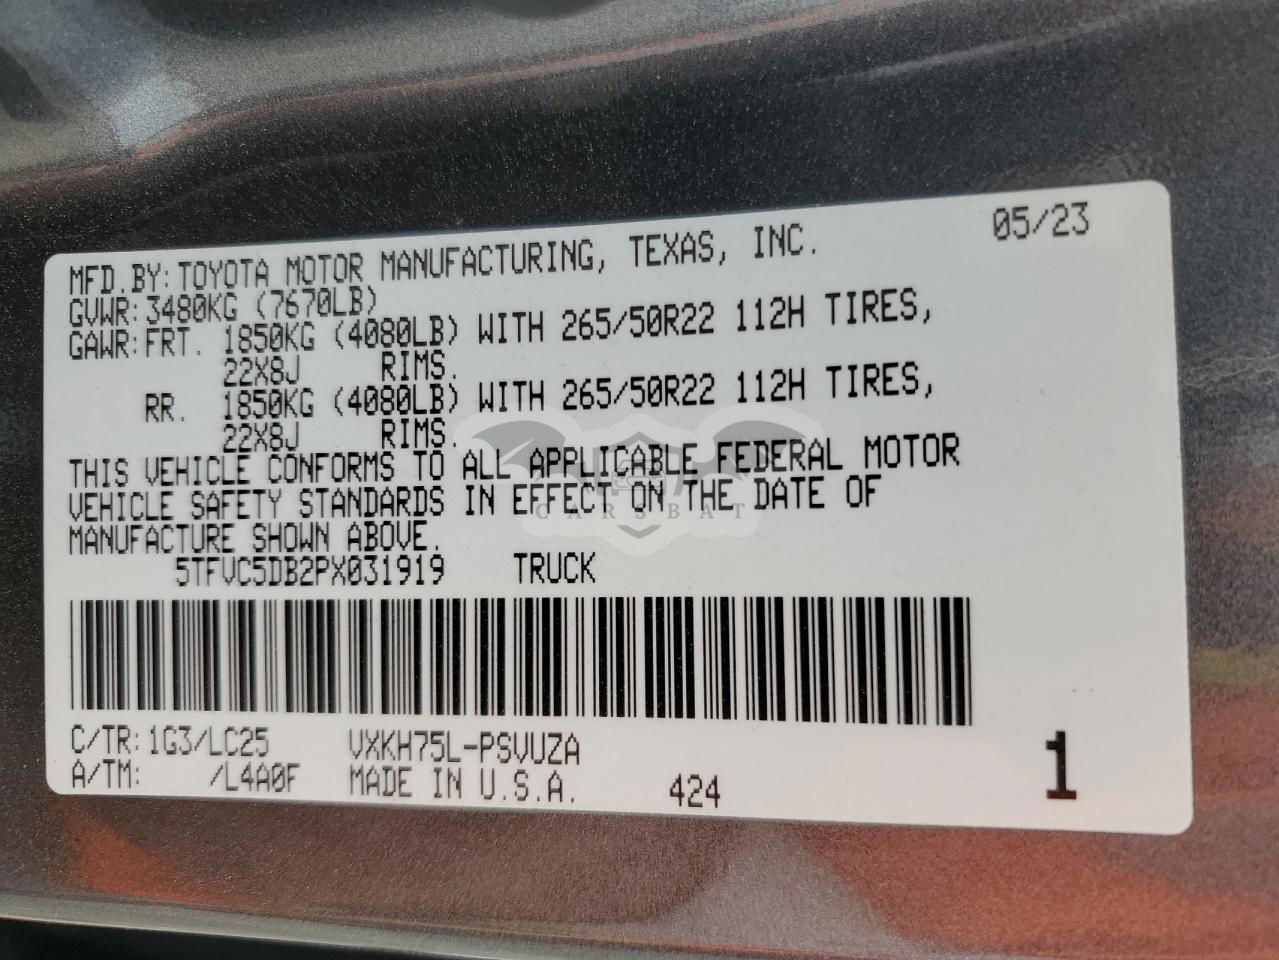 05/23
MFD.BY:TOYOTA MOTOR MANUFACTURING, TEXAS, INC.
GVWR:3480KG (7670LB)
GAWR:FRT. 1850KG (4080LB) WITH 265/50R22 112H TIRES,
22X8J RIMS.
RR. 1850KG (4080LB) WITH 265/50R22 112H TIRES,
22X8J RIMS.
THIS VEHICLE CONFORMS TO ALL APPLICABLE FEDERAL MOTOR
VEHICLE SAFETY STANDARDS IN EFFECT ON THE DATE OF
CARSBAT
MANUFACTURE SHOWN ABOVE.
5TFVC5DB2PX031919 TRUCK
C/TR:1G3/LC25 VXKH75L-PSVUZA
A/TM: /L4A0F MADE IN U.S.A. 424
1